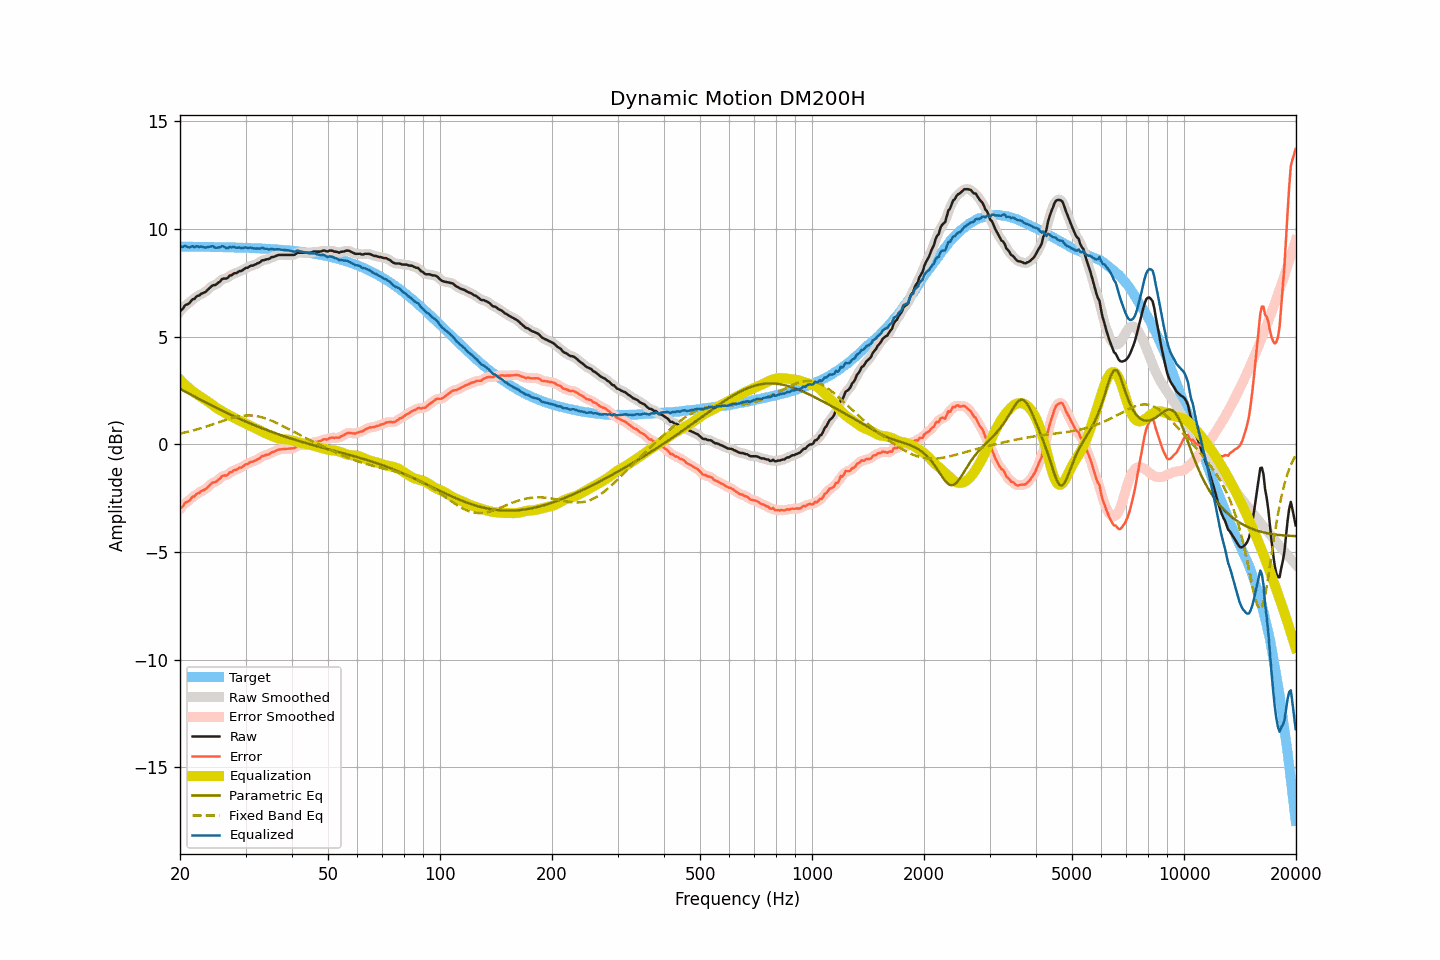 Dynamic Motion DM200H
15
10
5
0
−5
−10
−15
Amplitude (dBr)
Target
Raw Smoothed
Error Smoothed
Raw
Error
Equalization
Parametric Eq
Fixed Band Eq
Equalized
20 50 100 200 500 1000 2000 5000 10000 20000
Frequency (Hz)